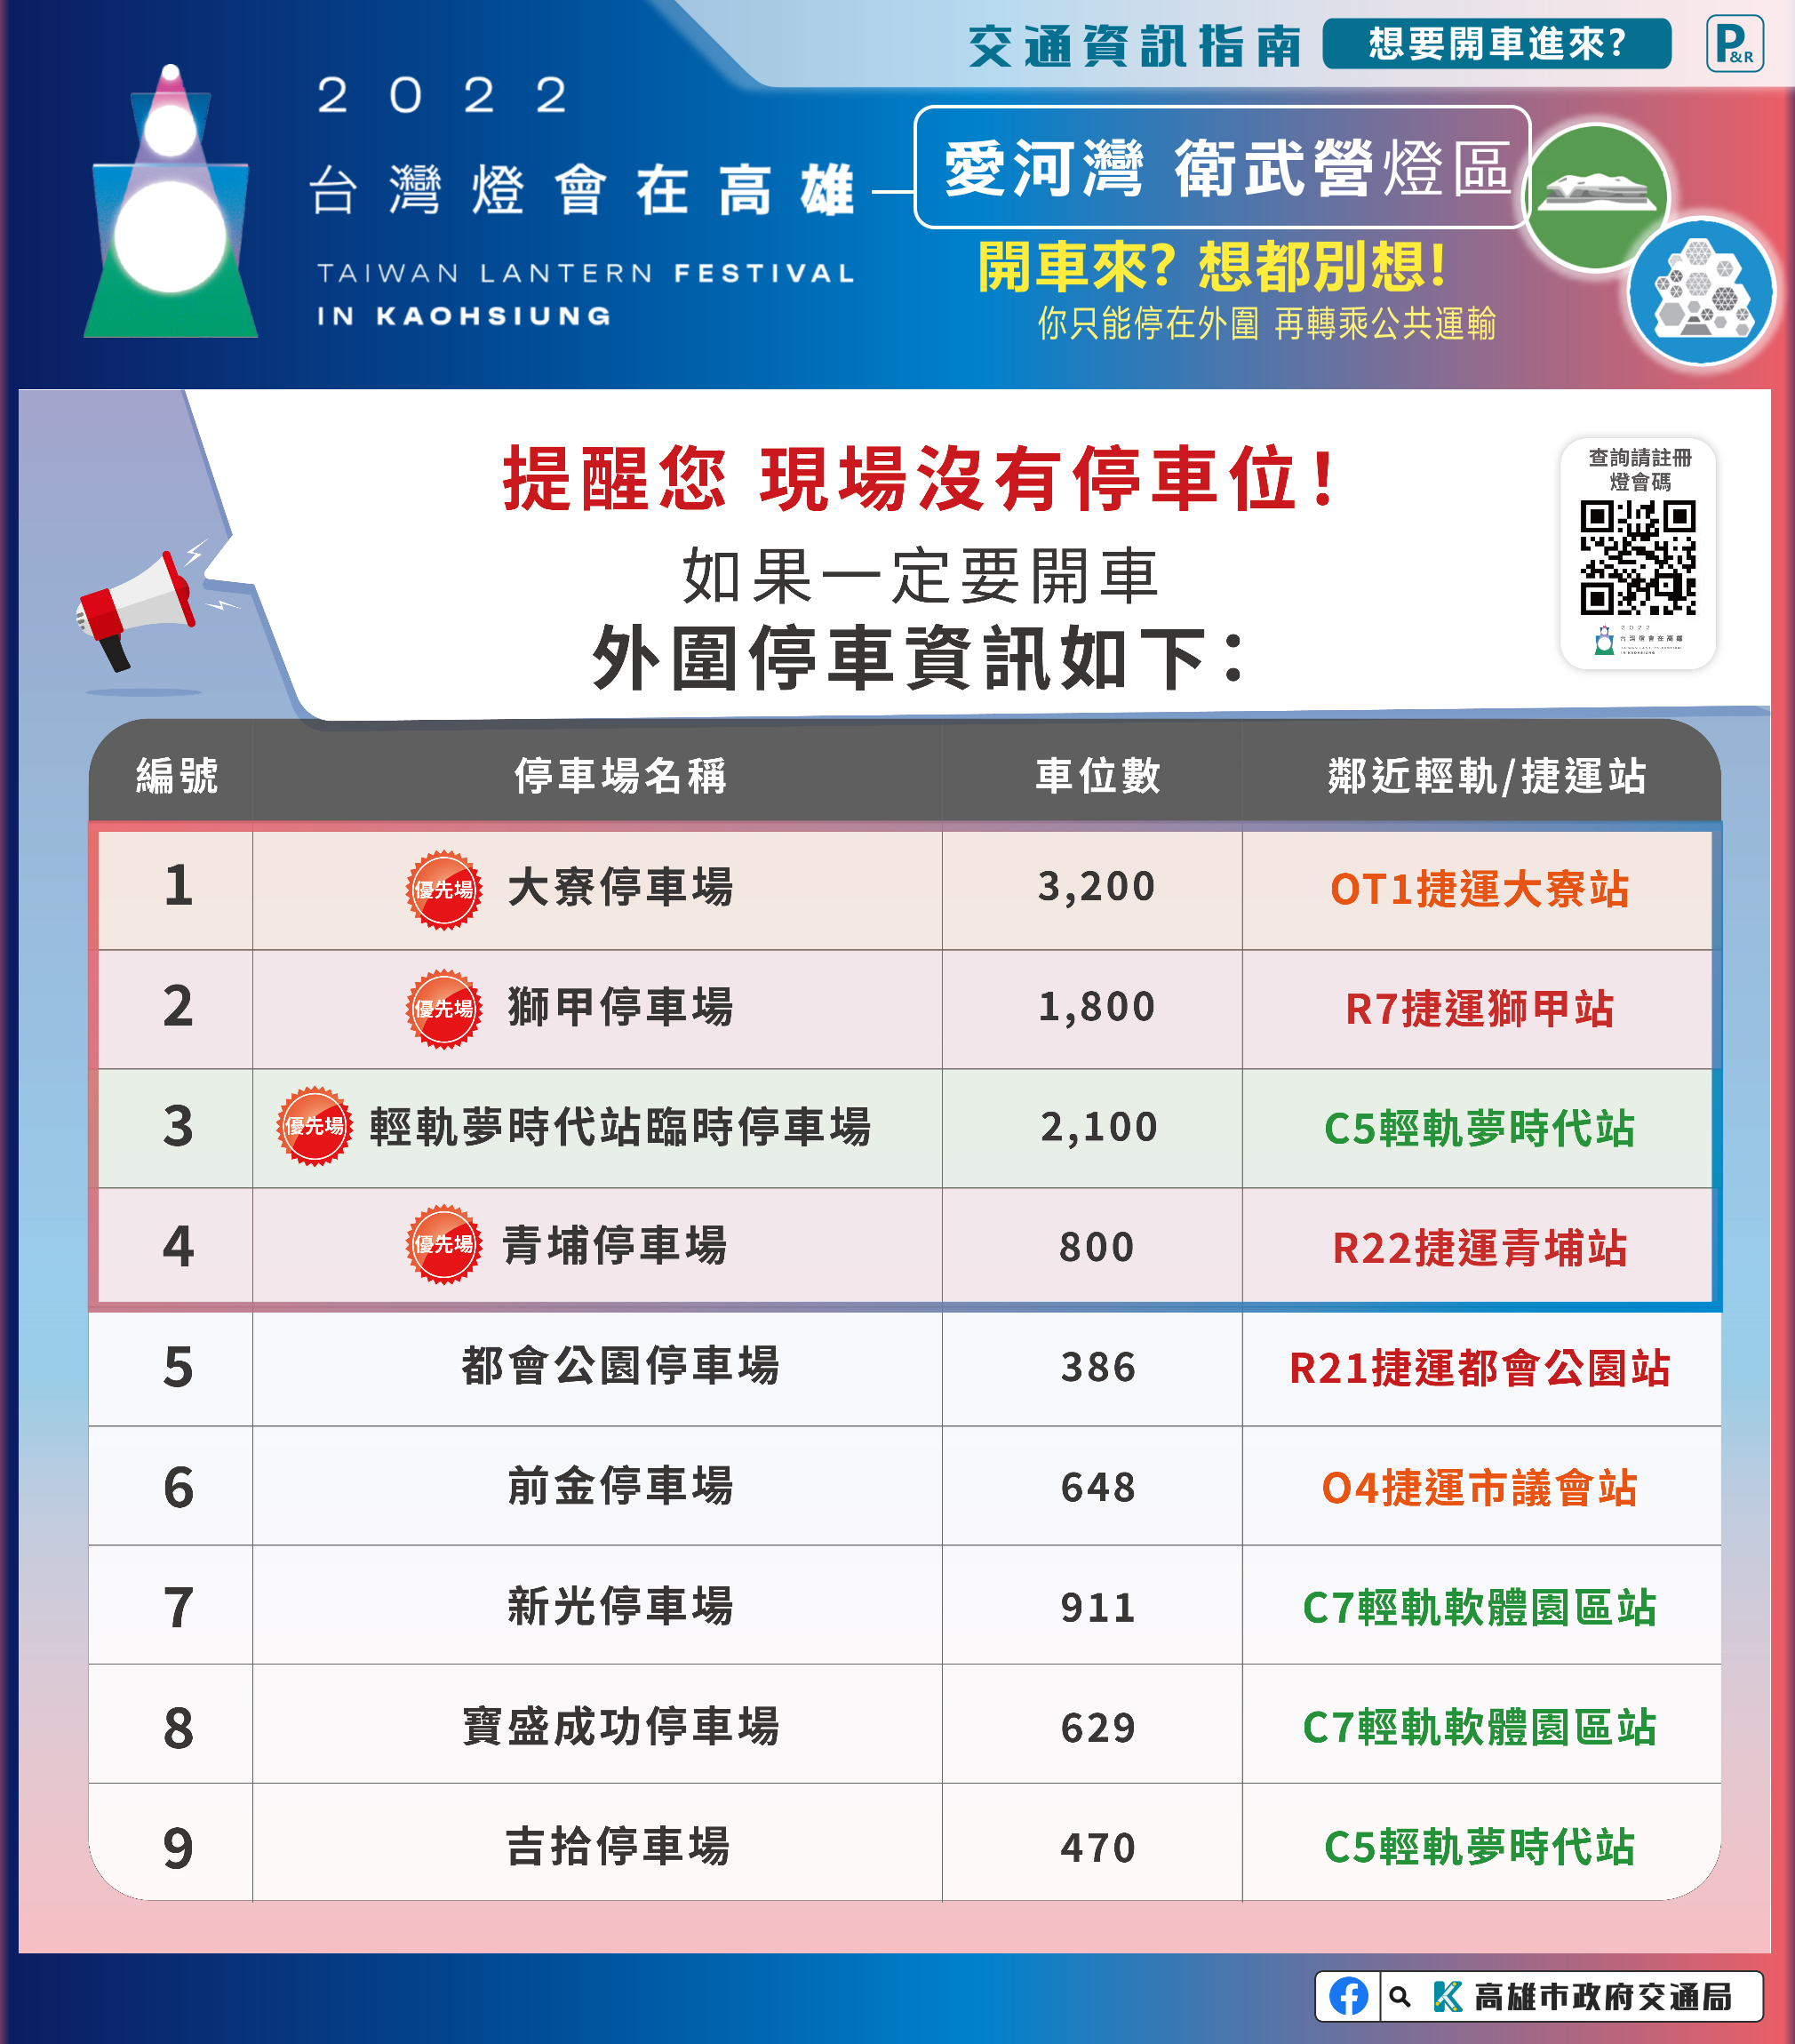 交通資訊指南 想要開車進來?
P&R
2022
台灣燈會在高雄
TAIWAN LANTERN FESTIVAL
IN KAOHSIUNG
愛河灣 衛武營燈區
開車來? 想都別想!
你只能停在外圍 再轉乘公共運輸
提醒您 現場沒有停車位!
如果一定要開車
外圍停車資訊如下:
查詢請註冊
燈會碼
2022
台灣燈會在高雄
TAIWAN LANTERN FESTIVAL
IN KAOHSIUNG
編號 停車場名稱 車位數 鄰近輕軌/捷運站
1 優先場 大寮停車場 3,200 OT1捷運大寮站
2 優先場 獅甲停車場 1,800 R7捷運獅甲站
3 優先場 輕軌夢時代站臨時停車場 2,100 C5輕軌夢時代站
4 優先場 青埔停車場 800 R22捷運青埔站
5 都會公園停車場 386 R21捷運都會公園站
6 前金停車場 648 O4捷運市議會站
7 新光停車場 911 C7輕軌軟體園區站
8 寶盛成功停車場 629 C7輕軌軟體園區站
9 吉拾停車場 470 C5輕軌夢時代站
高雄市政府交通局